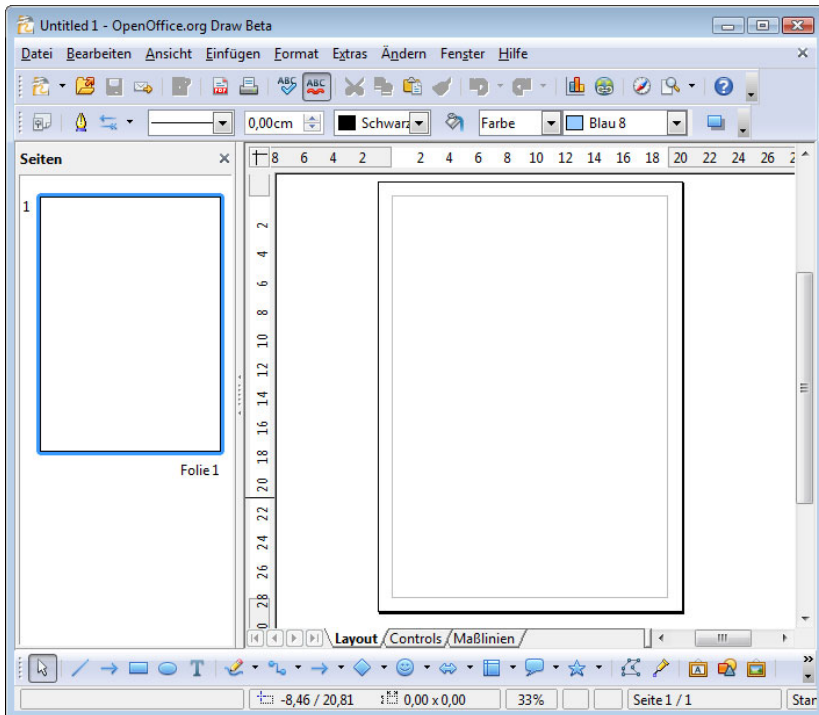 Untitled 1 - OpenOffice.org Draw Beta
Datei Bearbeiten Ansicht Einfügen Format Extras Ändern Fenster Hilfe
ABC ABC
0,00cm Schwarz Farbe Blau 8
Seiten
8 6 4 2 2 4 6 8 10 12 14 16 18 20 22 24 26
1
Folie 1
2
4
6
8
10
12
14
16
18
20
22
24
26
28
Layout Controls Maßlinien
T
-8,46 / 20,81 0,00 x 0,00 33% Seite 1 / 1 Star